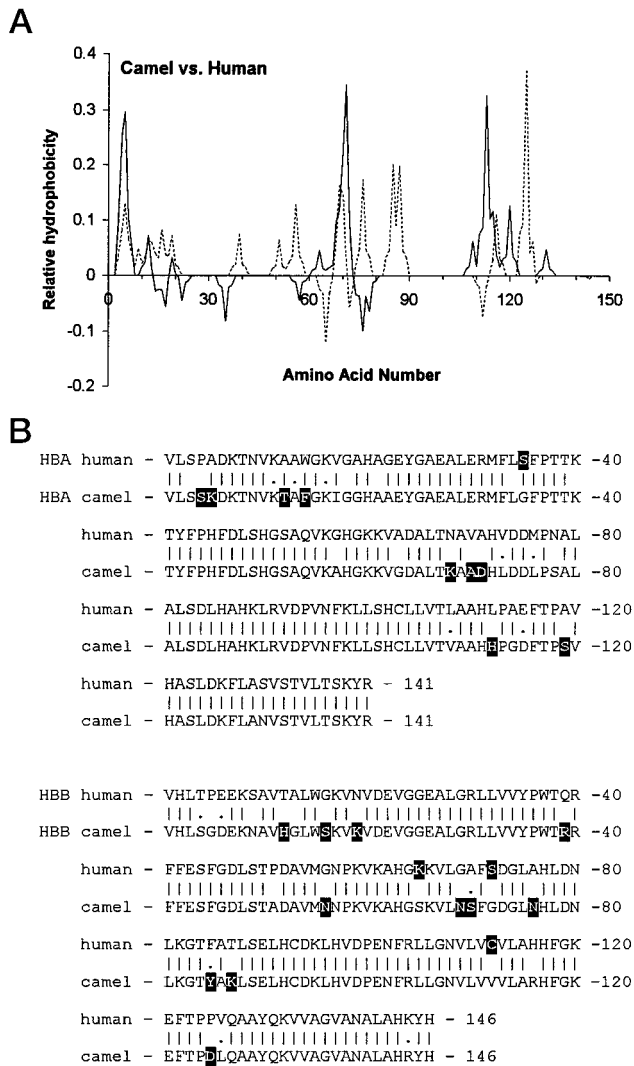 A
Camel vs. Human
Relative hydrophobicity
0.4
0.3
0.2
0.1
0
-0.1
-0.2
0 30 60 90 120 150
Amino Acid Number
B
HBA human – VLSPADKTNVKAAWGKVGAHAGEYGAEALERMFLSFPTTK –40
HBA camel – VLSSKDKTNVKTAFGKIGGHAAEYGAEALERMFLGFPTTK –40
human – TYFPHFDLSHGSAQVKGHGKKVADALTNAVAHVDDMPNAL –80
camel – TYFPHFDLSHGSAQVKAHGKKVGDALTKAADHLDDLPSAL –80
human – ALSDLHAHKLRVDPVNFKLLSHCLLVTLAAHLPAEFTPAV –120
camel – ALSDLHAHKLRVDPVNFKLLSHCLLVTVAAHHPGDFTPSV –120
human – HASLDKFLASVSTVLTSKYR – 141
camel – HASLDKFLANVSTVLTSKYR – 141
HBB human – VHLTPEEKSAVTALWGKVNVDEVGGEALGRLLVVYPWTQR –40
HBB camel – VHLSGDEKNAVHGLWSKVKVDEVGGEALGRLLVVYPWTRR –40
human – FFESFGDLSTPDAVMGNPKVKAHGKKVLGAFSDGLAHLDN –80
camel – FFESFGDLSTADAVMNNPKVKAHGSKVLNSFGDGLNHLDN –80
human – LKGTFATLSELHCDKLHVDPENFRLLGNVLVCVLAHHFGK –120
camel – LKGTYAKLSELHCDKLHVDPENFRLLGNVLVVVLARHFGK –120
human – EFTPPVQAAYQKVVAGVANALAHKYH – 146
camel – EFTPDLQAAYQKVVAGVANALAHRYH – 146